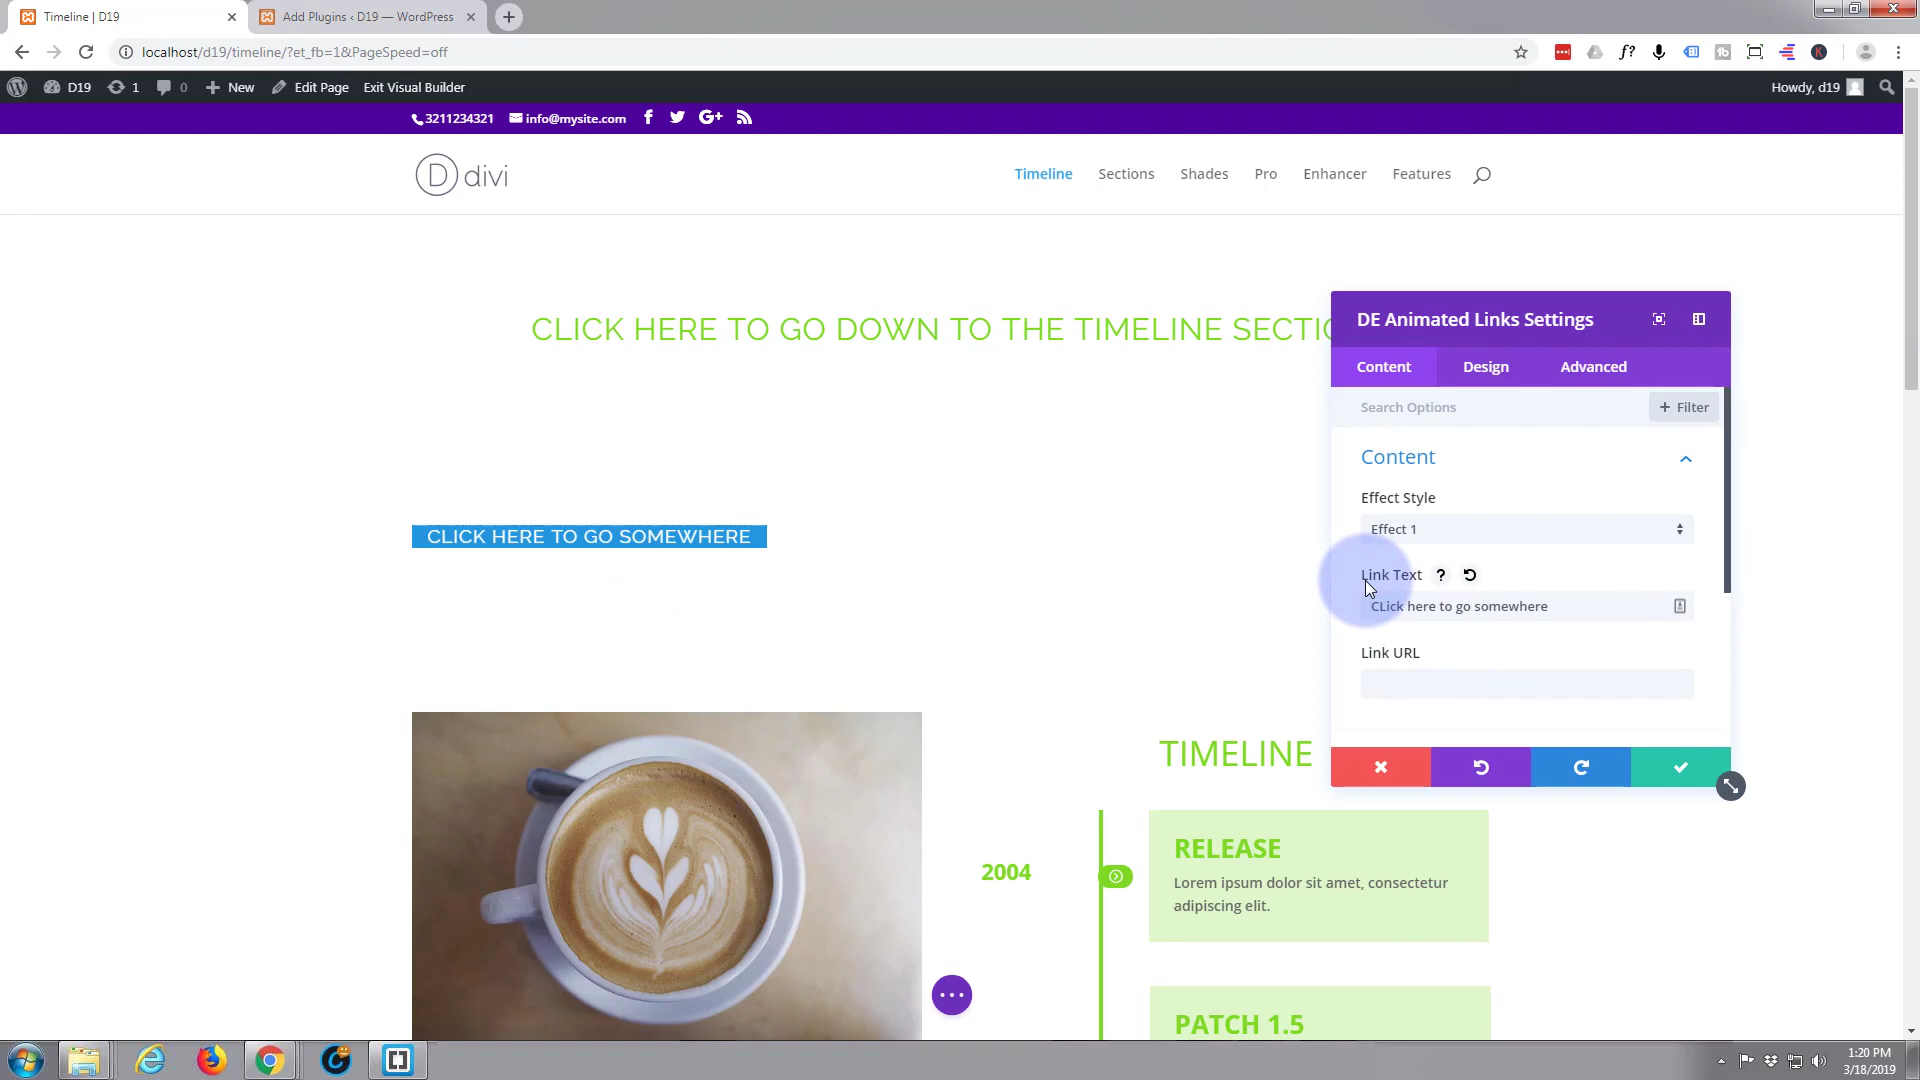 Timeline | D19
Add Plugins ‹ D19 — WordPress
localhost/d19/timeline/?et_fb=1&PageSpeed=off
D19
1
0
New
Edit Page
Exit Visual Builder
Howdy, d19
3211234321
info@mysite.com
D divi
Timeline
Sections
Shades
Pro
Enhancer
Features
CLICK HERE TO GO DOWN TO THE TIMELINE SECTIO
DE Animated Links Settings
Content
Design
Advanced
Search Options
+ Filter
Content
Effect Style
Effect 1
Link Text ?
CLick here to go somewhere
Link URL
CLICK HERE TO GO SOMEWHERE
TIMELINE
2004
RELEASE
Lorem ipsum dolor sit amet, consectetur
adipiscing elit.
PATCH 1.5
1:20 PM
3/18/2019